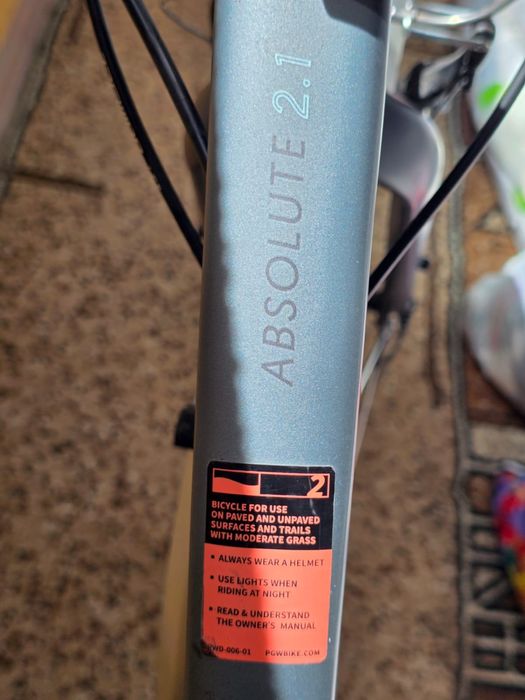 ABSOLUTE 2.1
2
BICYCLE FOR USE
ON PAVED AND UNPAVED
SURFACES AND TRAILS
WITH MODERATE GRASS
• ALWAYS WEAR A HELMET
• USE LIGHTS WHEN
RIDING AT NIGHT
• READ & UNDERSTAND
THE OWNER'S MANUAL
PGWBIKE.COM